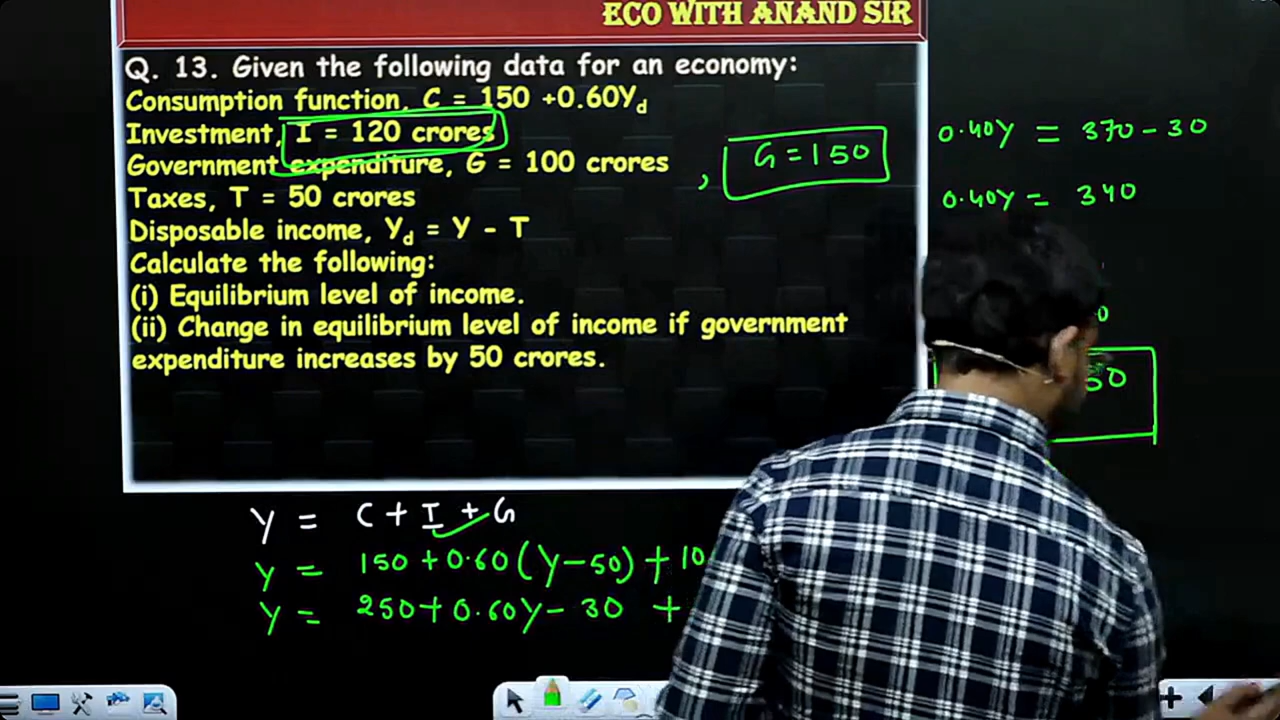 ECO WITH ANAND SIR
Q. 13. Given the following data for an economy:
Consumption function, C = 150 +0.60Yd
Investment, I = 120 crores
Government expenditure, G = 100 crores
Taxes, T = 50 crores
Disposable income, Yd = Y - T
Calculate the following:
(i) Equilibrium level of income.
(ii) Change in equilibrium level of income if government
expenditure increases by 50 crores.
, G = 150
0.40Y = 370 - 30
0.40Y = 340
50
Y = C + I + G
Y = 150 + 0.60 (Y - 50) + 10
Y = 250 + 0.60Y - 30 +